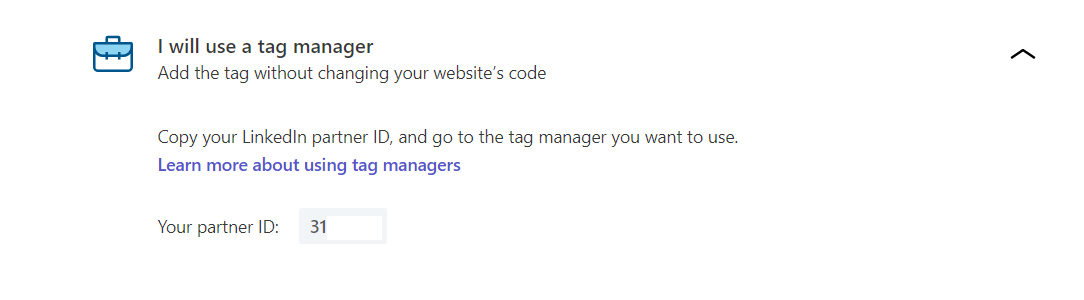 I will use a tag manager
Add the tag without changing your website's code
Copy your LinkedIn partner ID, and go to the tag manager you want to use.
Learn more about using tag managers
Your partner ID: 31